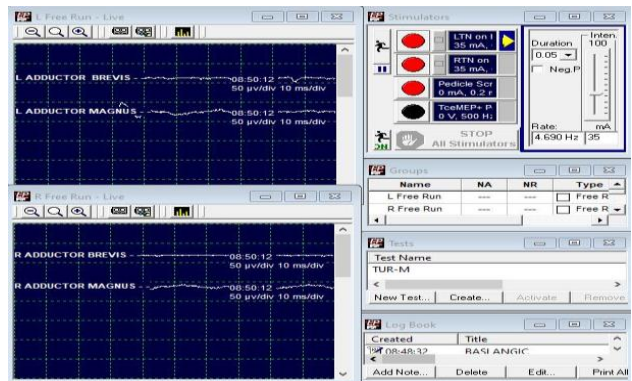 L Free Run - Live
L ADDUCTOR BREVIS - 08:50:12
50 µv/div 10 ms/div
L ADDUCTOR MAGNUS - 08:50:12
50 µv/div 10 ms/div
R Free Run - Live
R ADDUCTOR BREVIS - 08:50:12
50 µv/div 10 ms/div
R ADDUCTOR MAGNUS - 08:50:12
50 µv/div 10 ms/div
Stimulators
LTN on l
35 mA,
RTN on
35 mA,
Pedicle Scr
0 mA, 0.2 r
TceMEP+ P
0 V, 500 Hz
ON
STOP
All Stimulators
Duration
0.05
Neg.P
Inten.
100
Rate:
4.690 Hz
mA
35
Groups
Name NA NR Type
L Free Run --- --- Free R
R Free Run --- --- Free R
Tests
Test Name
TUR-M
New Test... Create... Activate Remove
Log Book
Created Title
08:48:32 BASLANGIC
Add Note... Delete Edit... Print All